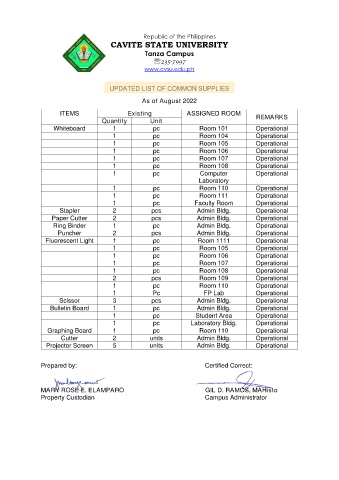 Republic of the Philippines
CAVITE STATE UNIVERSITY
Tanza Campus
☏235-7997
www.cvsu.edu.ph
UPDATED LIST OF COMMON SUPPLIES
As of August 2022
ITEMS Existing ASSIGNED ROOM REMARKS
Quantity Unit
Whiteboard 1 pc Room 101 Operational
1 pc Room 104 Operational
1 pc Room 105 Operational
1 pc Room 106 Operational
1 pc Room 107 Operational
1 pc Room 108 Operational
1 pc Computer Operational
Laboratory
1 pc Room 110 Operational
1 pc Room 111 Operational
1 pc Faculty Room Operational
Stapler 2 pcs Admin Bldg. Operational
Paper Cutter 2 pcs Admin Bldg. Operational
Ring Binder 1 pc Admin Bldg. Operational
Puncher 2 pcs Admin Bldg. Operational
Fluorescent Light 1 pc Room 1111 Operational
1 pc Room 105 Operational
1 pc Room 106 Operational
1 pc Room 107 Operational
1 pc Room 108 Operational
2 pcs Room 109 Operational
1 pc Room 110 Operational
1 Pc FP Lab Operational
Scissor 3 pcs Admin Bldg. Operational
Bulletin Board 1 pc Admin Bldg. Operational
1 pc Student Area Operational
1 pc Laboratory Bldg. Operational
Graphing Board 1 pc Room 110 Operational
Cutter 2 units Admin Bldg. Operational
Projector Screen 5 units Admin Bldg. Operational
Prepared by: Certified Correct:
MARY ROSE E. ELAMPARO GIL D. RAMOS, MAHisto
Property Custodian Campus Administrator